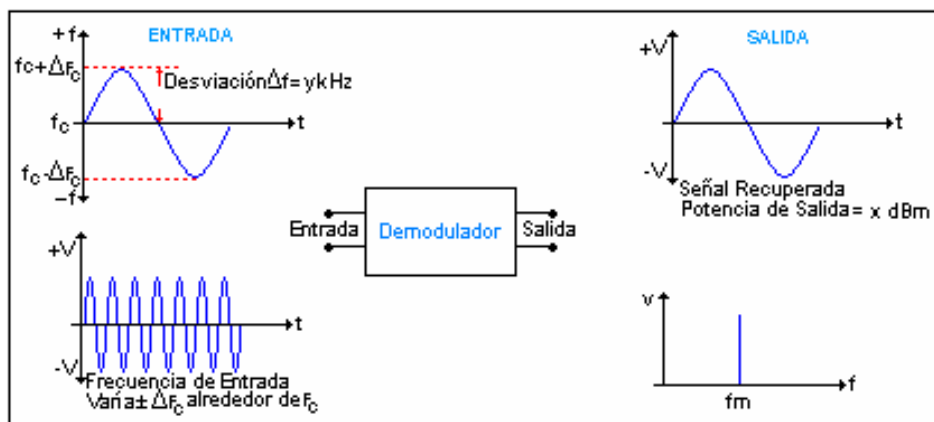 +f
ENTRADA
fc+ΔFc
Desviación Δf= ykHz
fc
t
fc-ΔFc
-f
+V
SALIDA
t
-V
Señal Recuperada
Potencia de Salida= x dBm
Entrada
Demodulador
Salida
+V
t
-V
Frecuencia de Entrada
Varía± ΔFc alrededor de Fc
v
f
fm